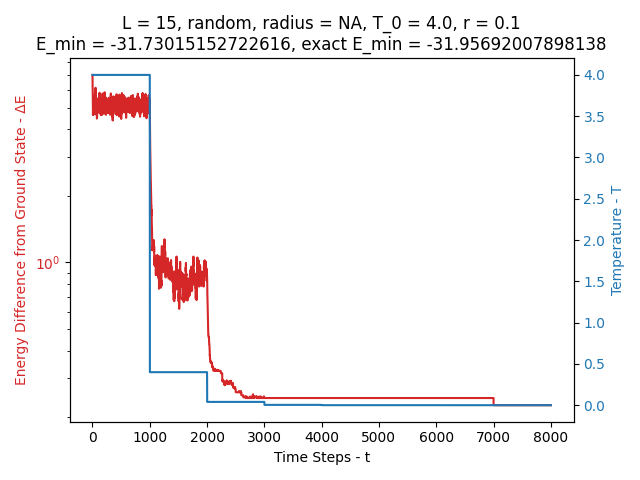 L = 15, random, radius = NA, T_0 = 4.0, r = 0.1
E_min = -31.73015152722616, exact E_min = -31.95692007898138
Energy Difference from Ground State - ΔE
10⁰
4.0
3.5
3.0
2.5
2.0
1.5
1.0
0.5
0.0
Temperature - T
0 1000 2000 3000 4000 5000 6000 7000 8000
Time Steps - t